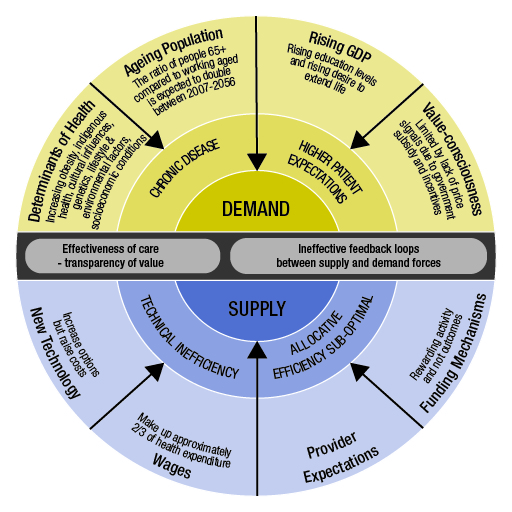 Ageing Population
The ratio of people 65+
compared to working aged
is expected to double
between 2007-2056
Rising GDP
Rising education levels
and rising desire to
extend life
Determinants of Health
Increasing obesity, indigenous
health, cultural influences,
genetics, lifestyle &
environmental factors,
socioeconomic conditions
Value-consciousness
Limited by lack of price
signals due to government
subsidy and incentives
CHRONIC DISEASE
HIGHER PATIENT
EXPECTATIONS
DEMAND
Effectiveness of care
- transparency of value
Ineffective feedback loops
between supply and demand forces
SUPPLY
TECHNICAL INEFFICIENCY
ALLOCATIVE
EFFICIENCY SUB-OPTIMAL
Increase options
but raise costs
New Technology
Rewarding activity
and not outcomes
Funding Mechanisms
Make up approximately
2/3 of health expenditure
Wages
Provider
Expectations